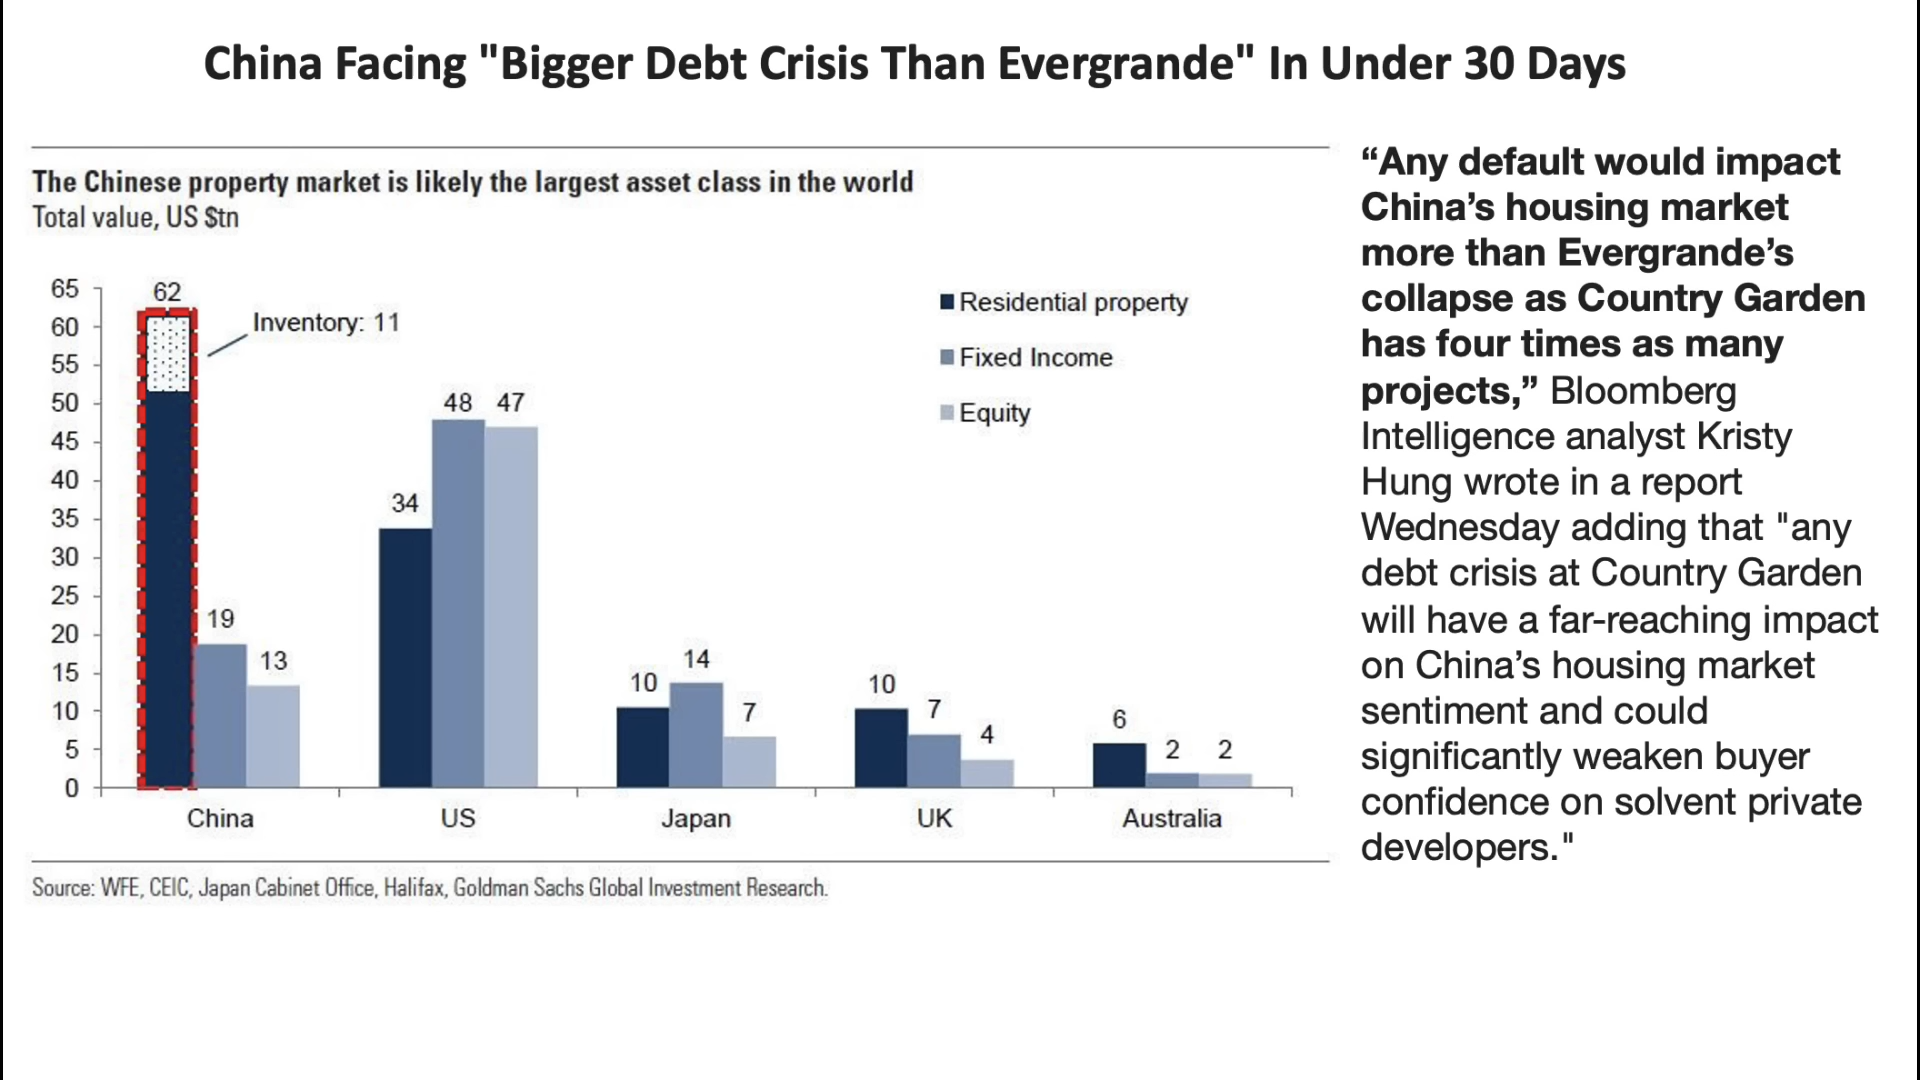 China Facing "Bigger Debt Crisis Than Evergrande" In Under 30 Days
The Chinese property market is likely the largest asset class in the world
Total value, US $tn
65
60
55
50
45
40
35
30
25
20
15
10
5
0
62
Inventory: 11
19
13
34
48
47
10
14
7
10
7
4
6
2
2
Residential property
Fixed Income
Equity
China
US
Japan
UK
Australia
Source: WFE, CEIC, Japan Cabinet Office, Halifax, Goldman Sachs Global Investment Research.
“Any default would impact
China’s housing market
more than Evergrande’s
collapse as Country Garden
has four times as many
projects,” Bloomberg
Intelligence analyst Kristy
Hung wrote in a report
Wednesday adding that "any
debt crisis at Country Garden
will have a far-reaching impact
on China’s housing market
sentiment and could
significantly weaken buyer
confidence on solvent private
developers."